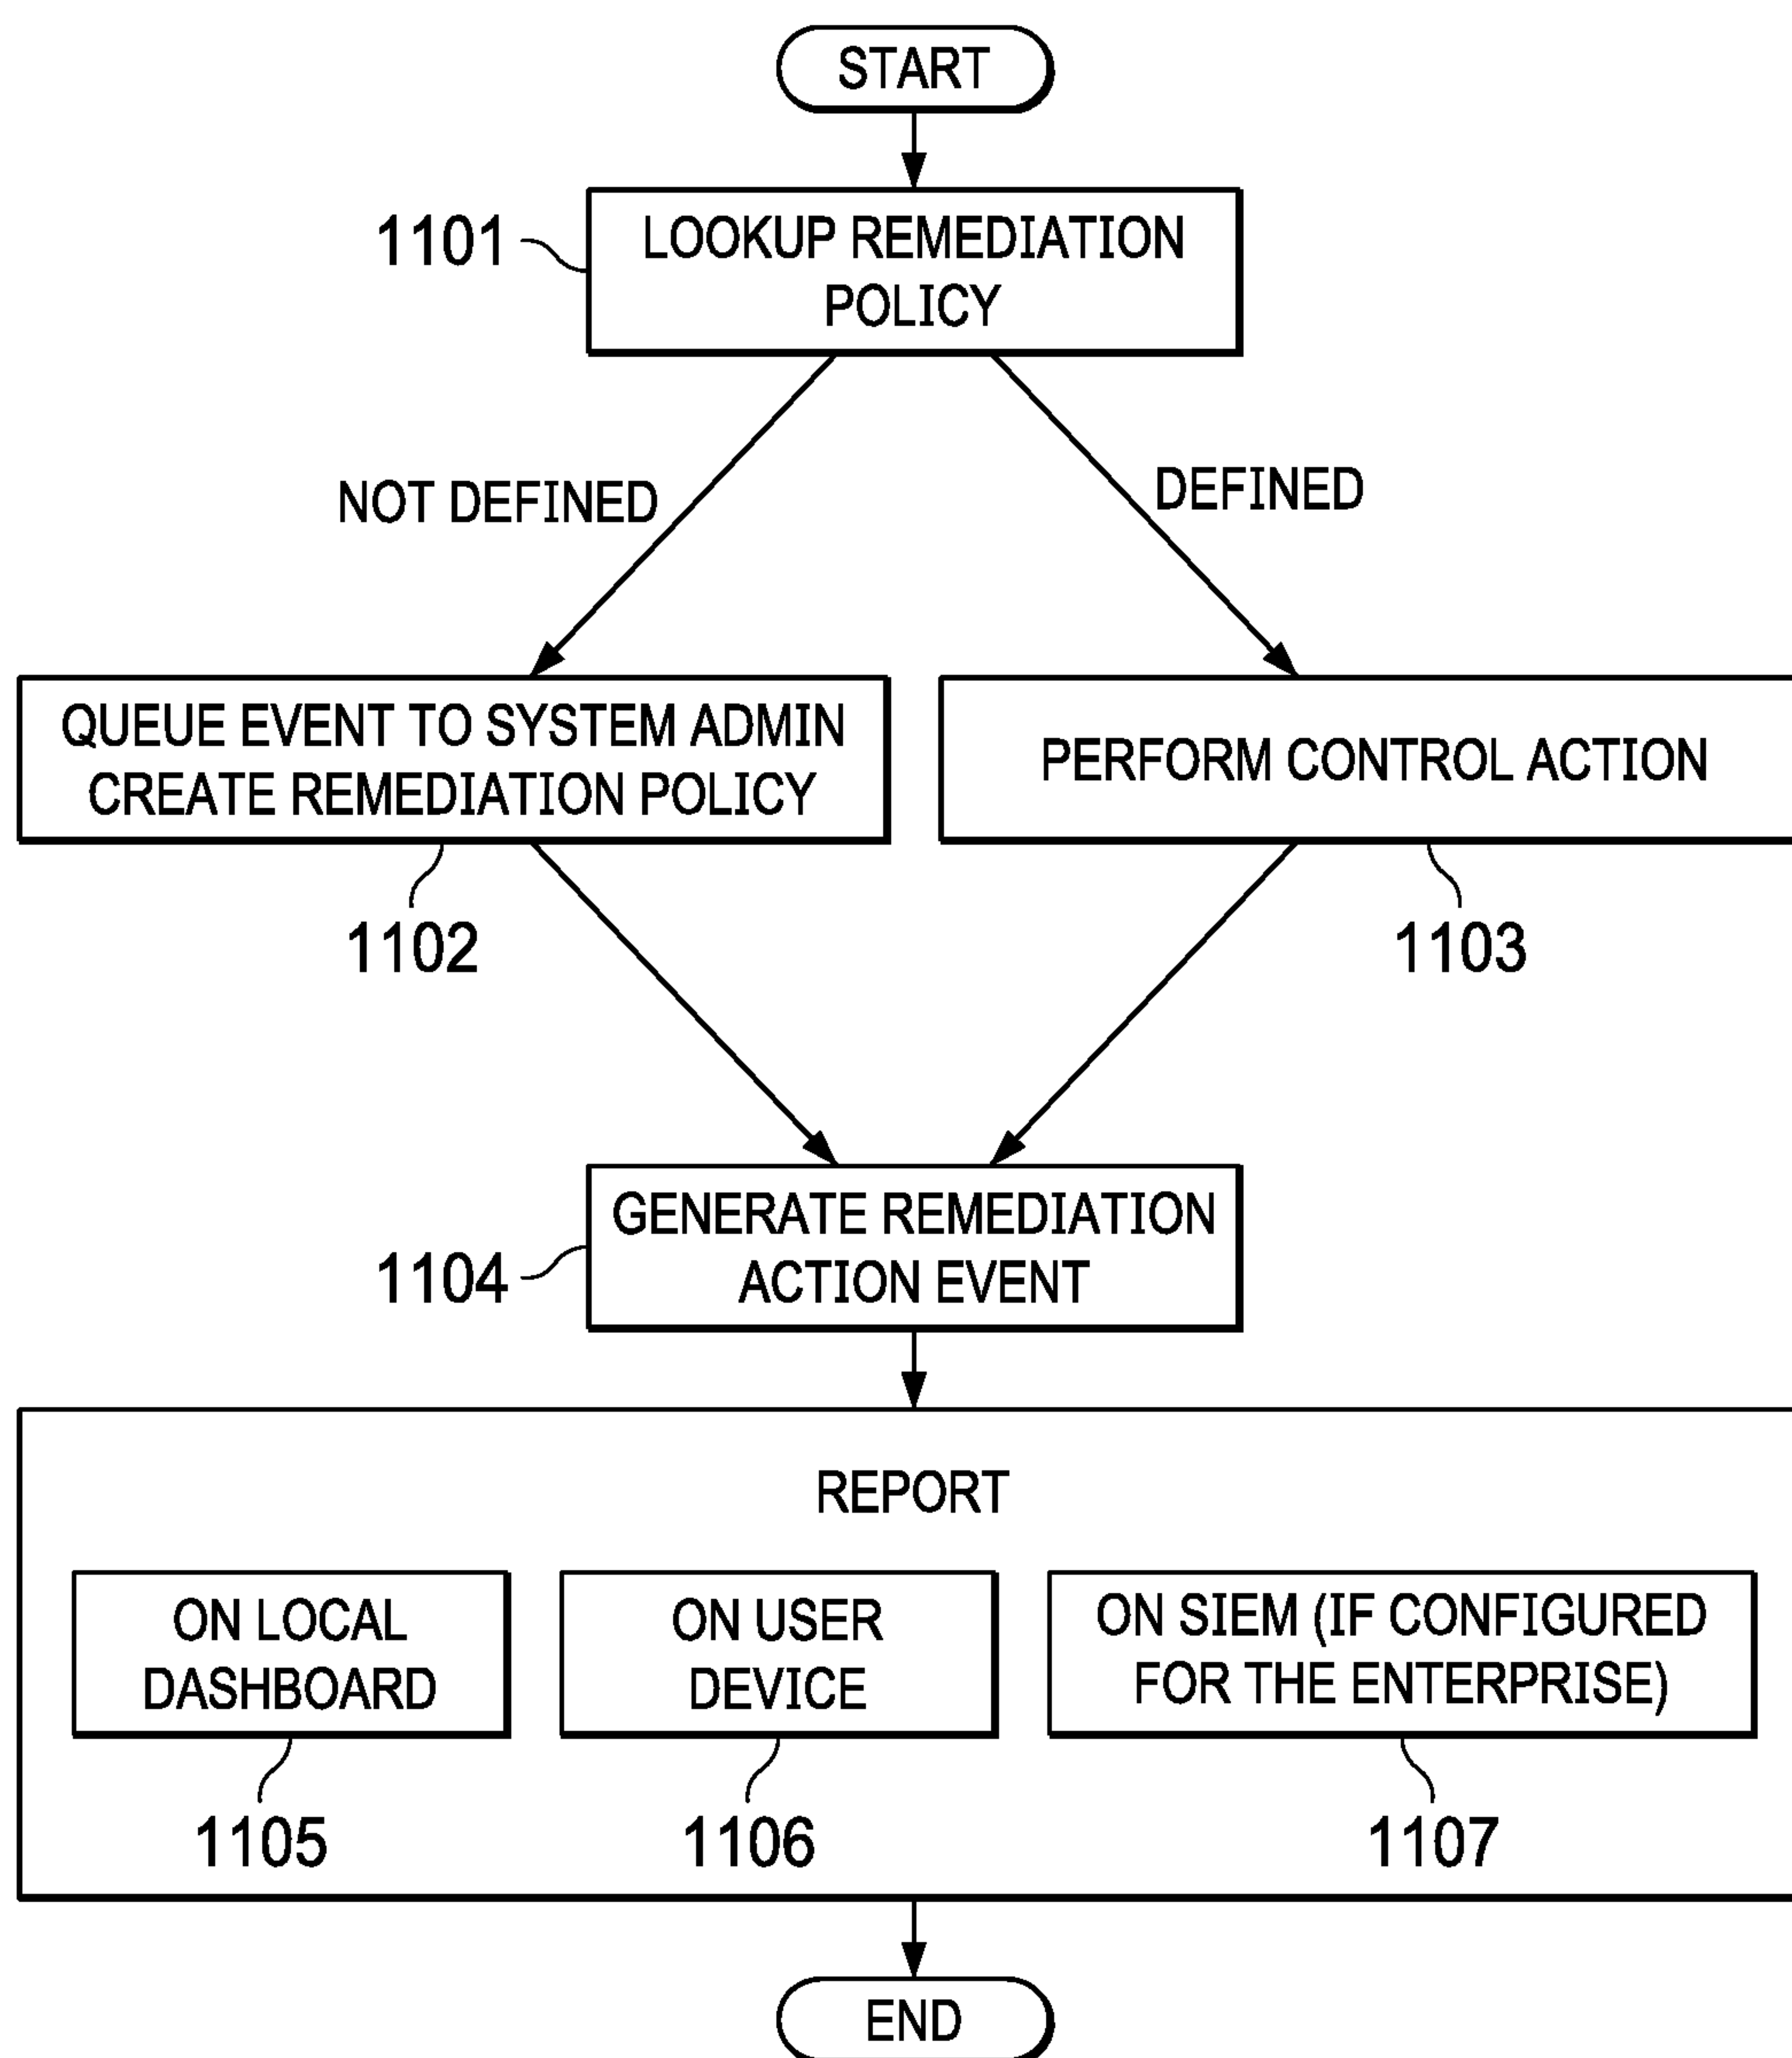 START
1101
LOOKUP REMEDIATION
POLICY
NOT DEFINED
DEFINED
QUEUE EVENT TO SYSTEM ADMIN
CREATE REMEDIATION POLICY
PERFORM CONTROL ACTION
1102
1103
1104
GENERATE REMEDIATION
ACTION EVENT
REPORT
ON LOCAL
DASHBOARD
ON USER
DEVICE
ON SIEM (IF CONFIGURED
FOR THE ENTERPRISE)
1105
1106
1107
END